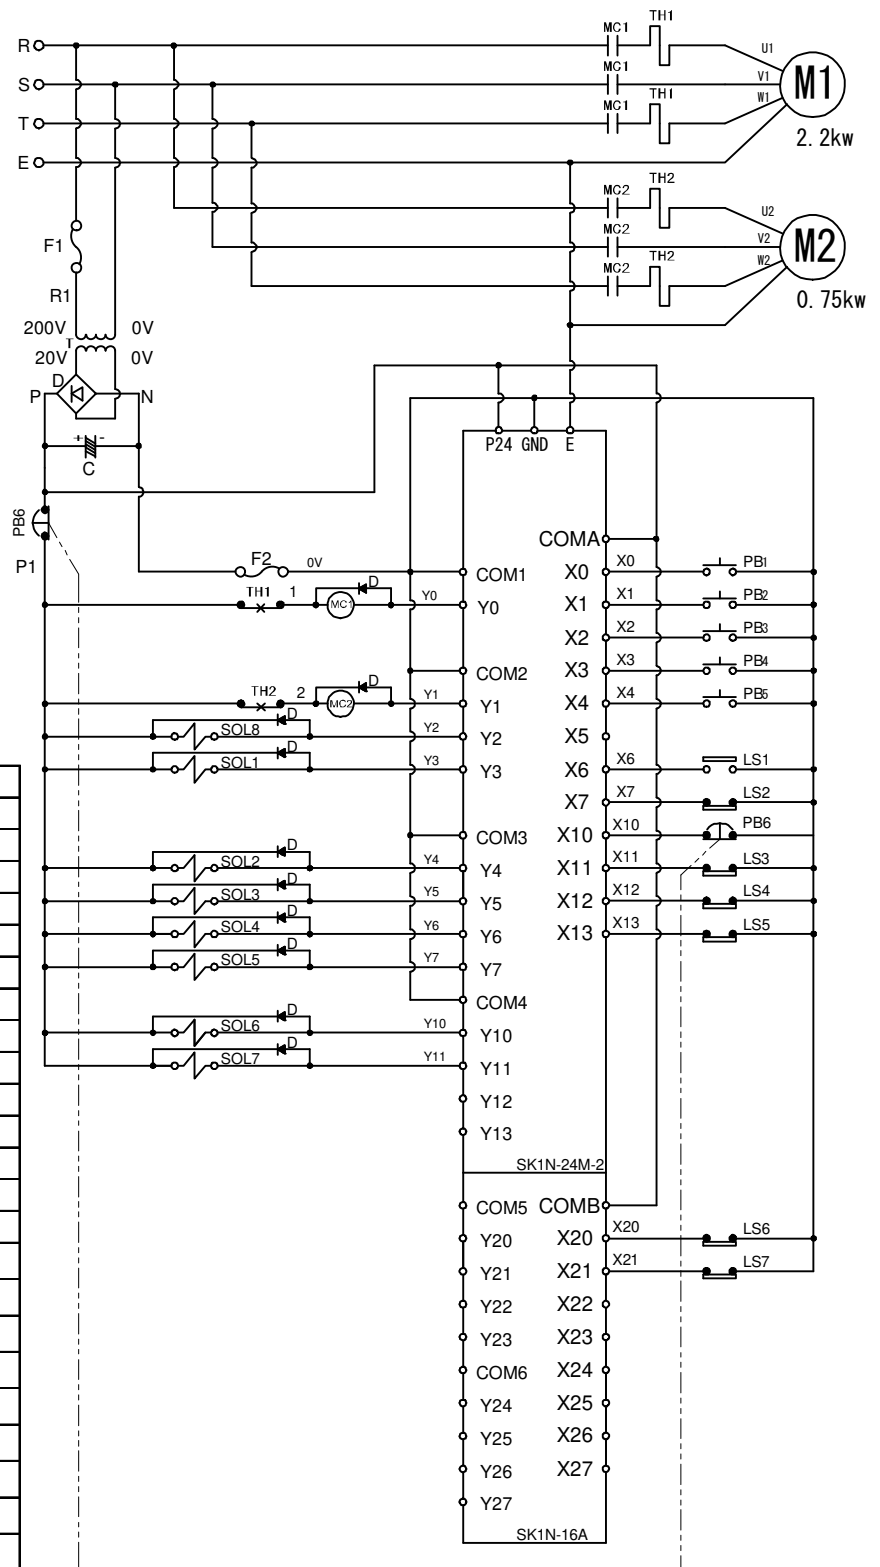 R
MC1 TH1 U1
S
MC1 V1 M1
T
MC1 TH1 W1
2.2kw
E
MC2 TH2 U2
MC2 V2 M2
MC2 TH2 W2
0.75kw
F1
R1
200V 0V
T
20V 0V
D
P N
+ -
C
P24 GND E
PB6
P1
F2 0V
COMA
COM1 X0 X0 PB1
TH1 1 MC1 D Y0 Y0 X1 X1 PB2
X2 X2 PB3
COM2 X3 X3 PB4
TH2 2 MC2 D Y1 Y1 X4 X4 PB5
SOL8 D Y2 Y2 X5
SOL1 D Y3 Y3 X6 X6 LS1
X7 X7 LS2
COM3 X10 X10 PB6
SOL2 D Y4 Y4 X11 X11 LS3
SOL3 D Y5 Y5 X12 X12 LS4
SOL4 D Y6 Y6 X13 X13 LS5
SOL5 D Y7 Y7
COM4
SOL6 D Y10 Y10
SOL7 D Y11 Y11
Y12
Y13
SK1N-24M-2
COM5 COMB
Y20 X20 X20 LS6
Y21 X21 X21 LS7
Y22 X22
Y23 X23
COM6 X24
Y24 X25
Y25 X26
Y26 X27
Y27
SK1N-16A